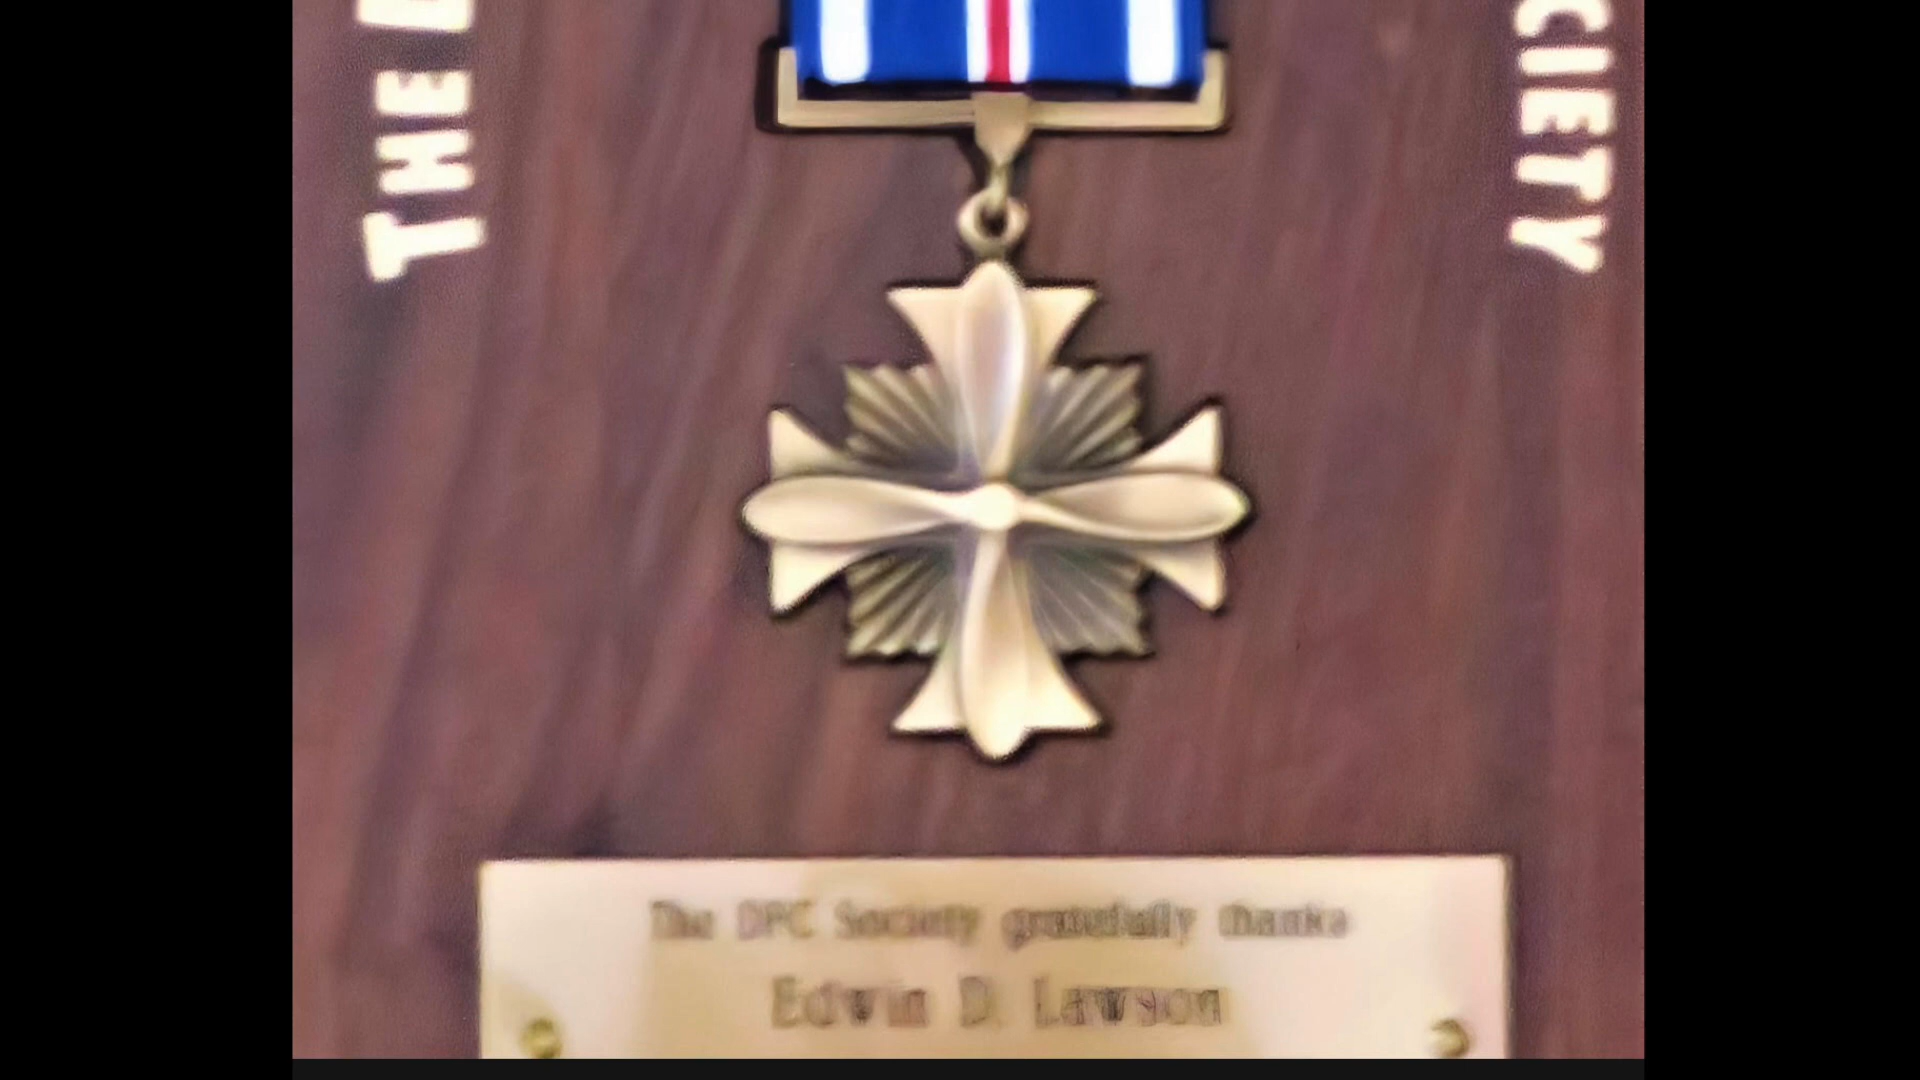 THE
CIETY
The DFC Society gratefully thanks
Edwin D. Lawson